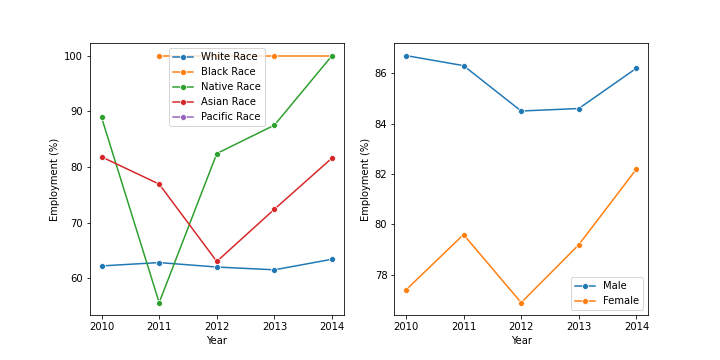 100
90
80
70
60
Employment (%)
2010 2011 2012 2013 2014
Year
White Race
Black Race
Native Race
Asian Race
Pacific Race
86
84
82
80
78
Employment (%)
2010 2011 2012 2013 2014
Year
Male
Female